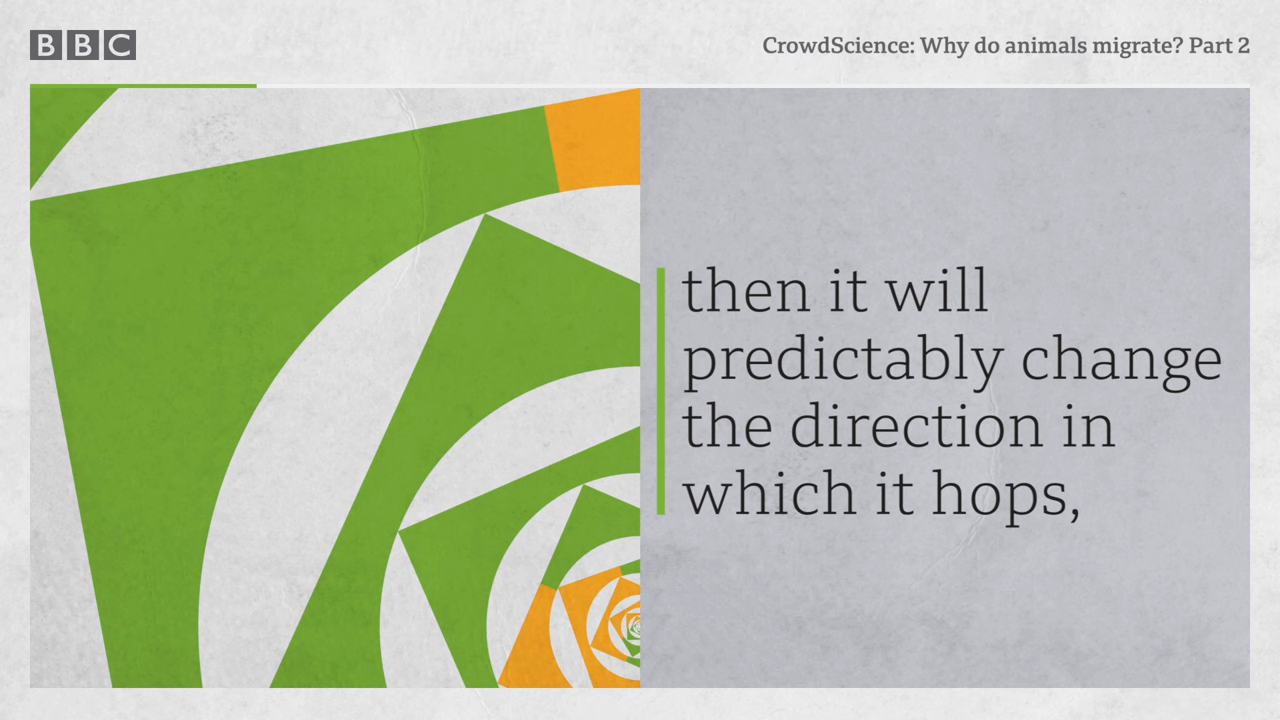 BBC
CrowdScience: Why do animals migrate? Part 2
then it will
predictably change
the direction in
which it hops,